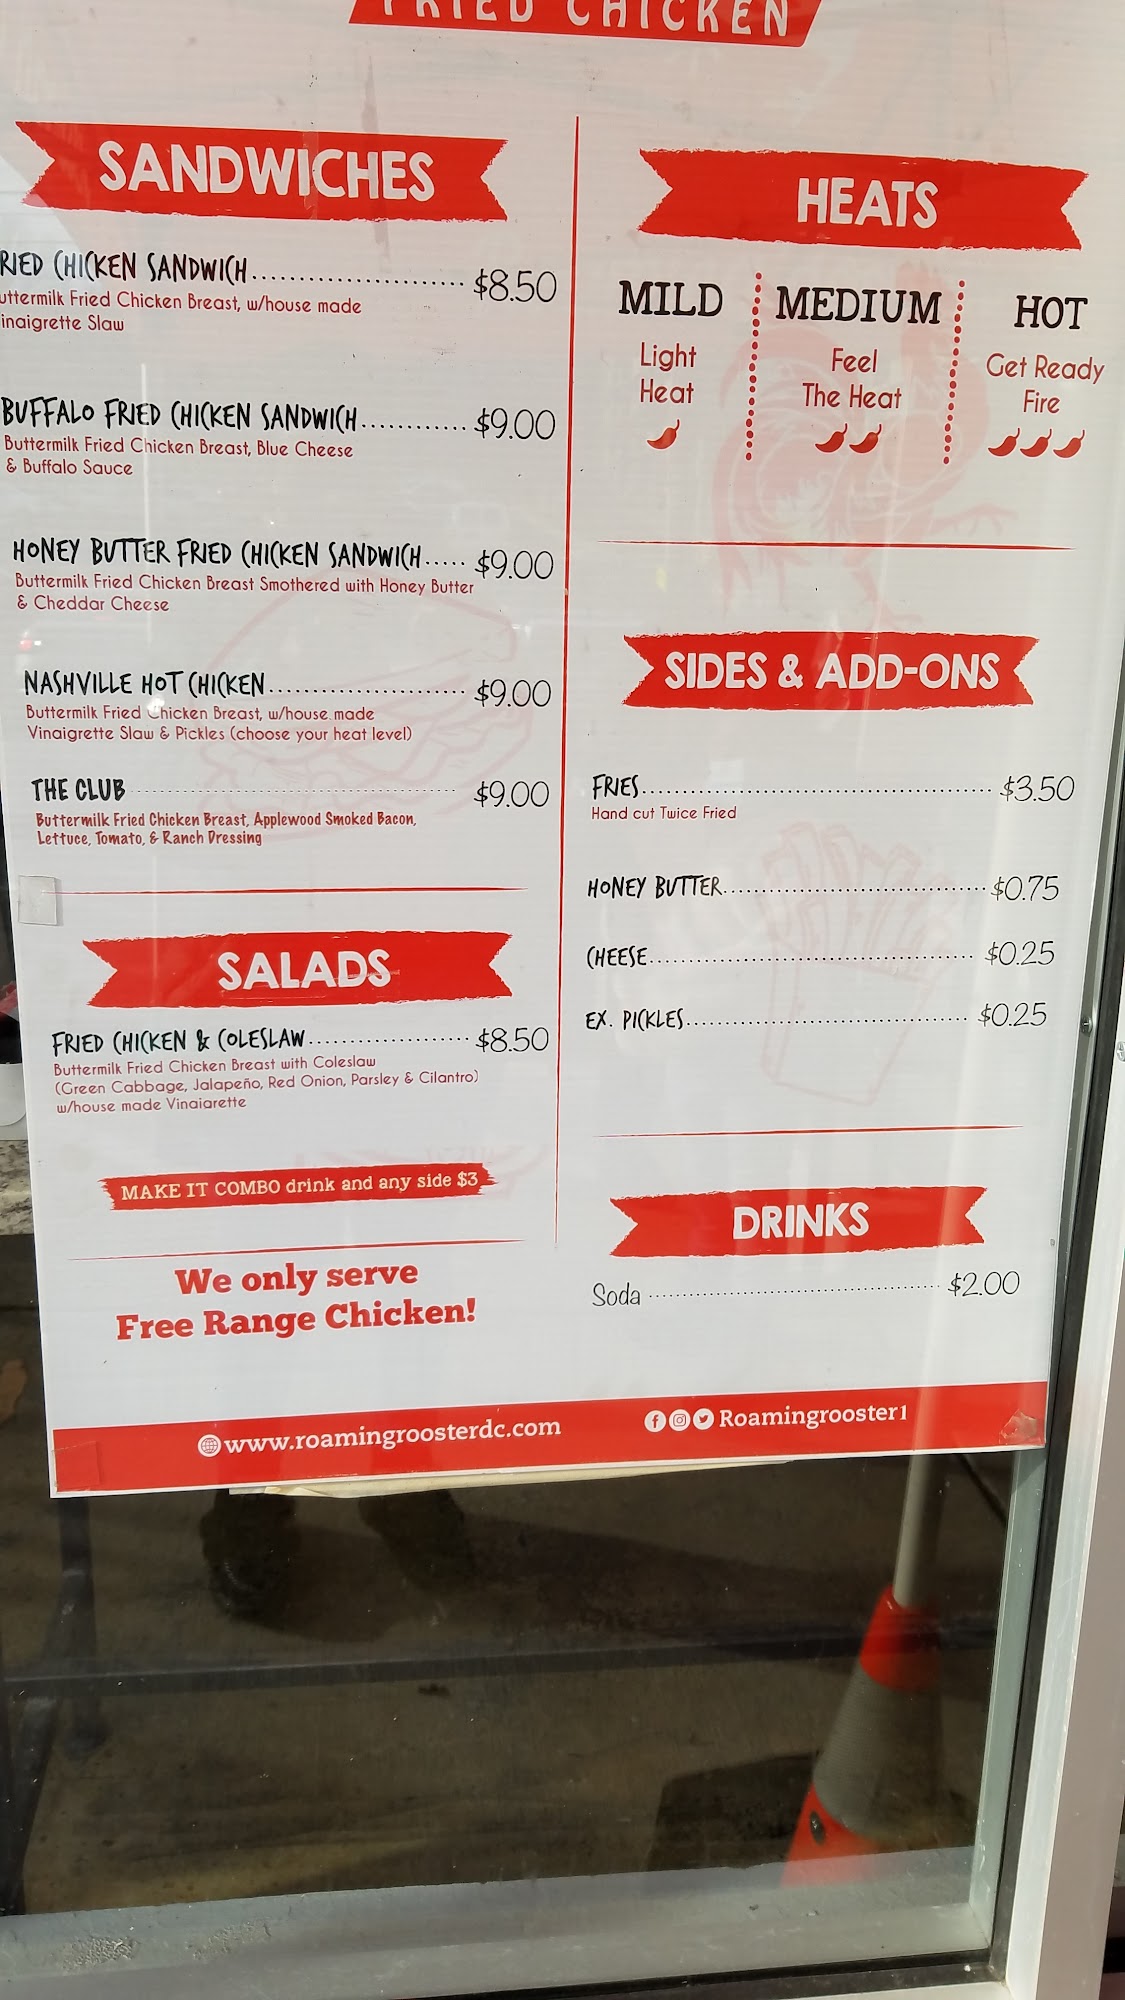 FRIED CHICKEN
SANDWICHES
RIED CHICKEN SANDWICH........................ $8.50
uttermilk Fried Chicken Breast, w/house made
inaigrette Slaw
BUFFALO FRIED CHICKEN SANDWICH............ $9.00
Buttermilk Fried Chicken Breast, Blue Cheese
& Buffalo Sauce
HONEY BUTTER FRIED CHICKEN SANDWICH..... $9.00
Buttermilk Fried Chicken Breast Smothered with Honey Butter
& Cheddar Cheese
NASHVILLE HOT CHICKEN........................ $9.00
Buttermilk Fried Chicken Breast, w/house made
Vinaigrette Slaw & Pickles (choose your heat level)
THE CLUB ........................ $9.00
Buttermilk Fried Chicken Breast, Applewood Smoked Bacon,
Lettuce, Tomato, & Ranch Dressing
SALADS
FRIED CHICKEN & COLESLAW.................... $8.50
Buttermilk Fried Chicken Breast with Coleslaw
(Green Cabbage, Jalapeño, Red Onion, Parsley & Cilantro)
w/house made Vinaigrette
MAKE IT COMBO drink and any side $3
We only serve
Free Range Chicken!
HEATS
MILD
Light
Heat
MEDIUM
Feel
The Heat
HOT
Get Ready
Fire
SIDES & ADD-ONS
FRIES........................ $3.50
Hand cut Twice Fried
HONEY BUTTER........................ $0.75
CHEESE........................ $0.25
EX. PICKLES........................ $0.25
DRINKS
Soda ........................ $2.00
www.roamingroosterdc.com
Roamingrooster1